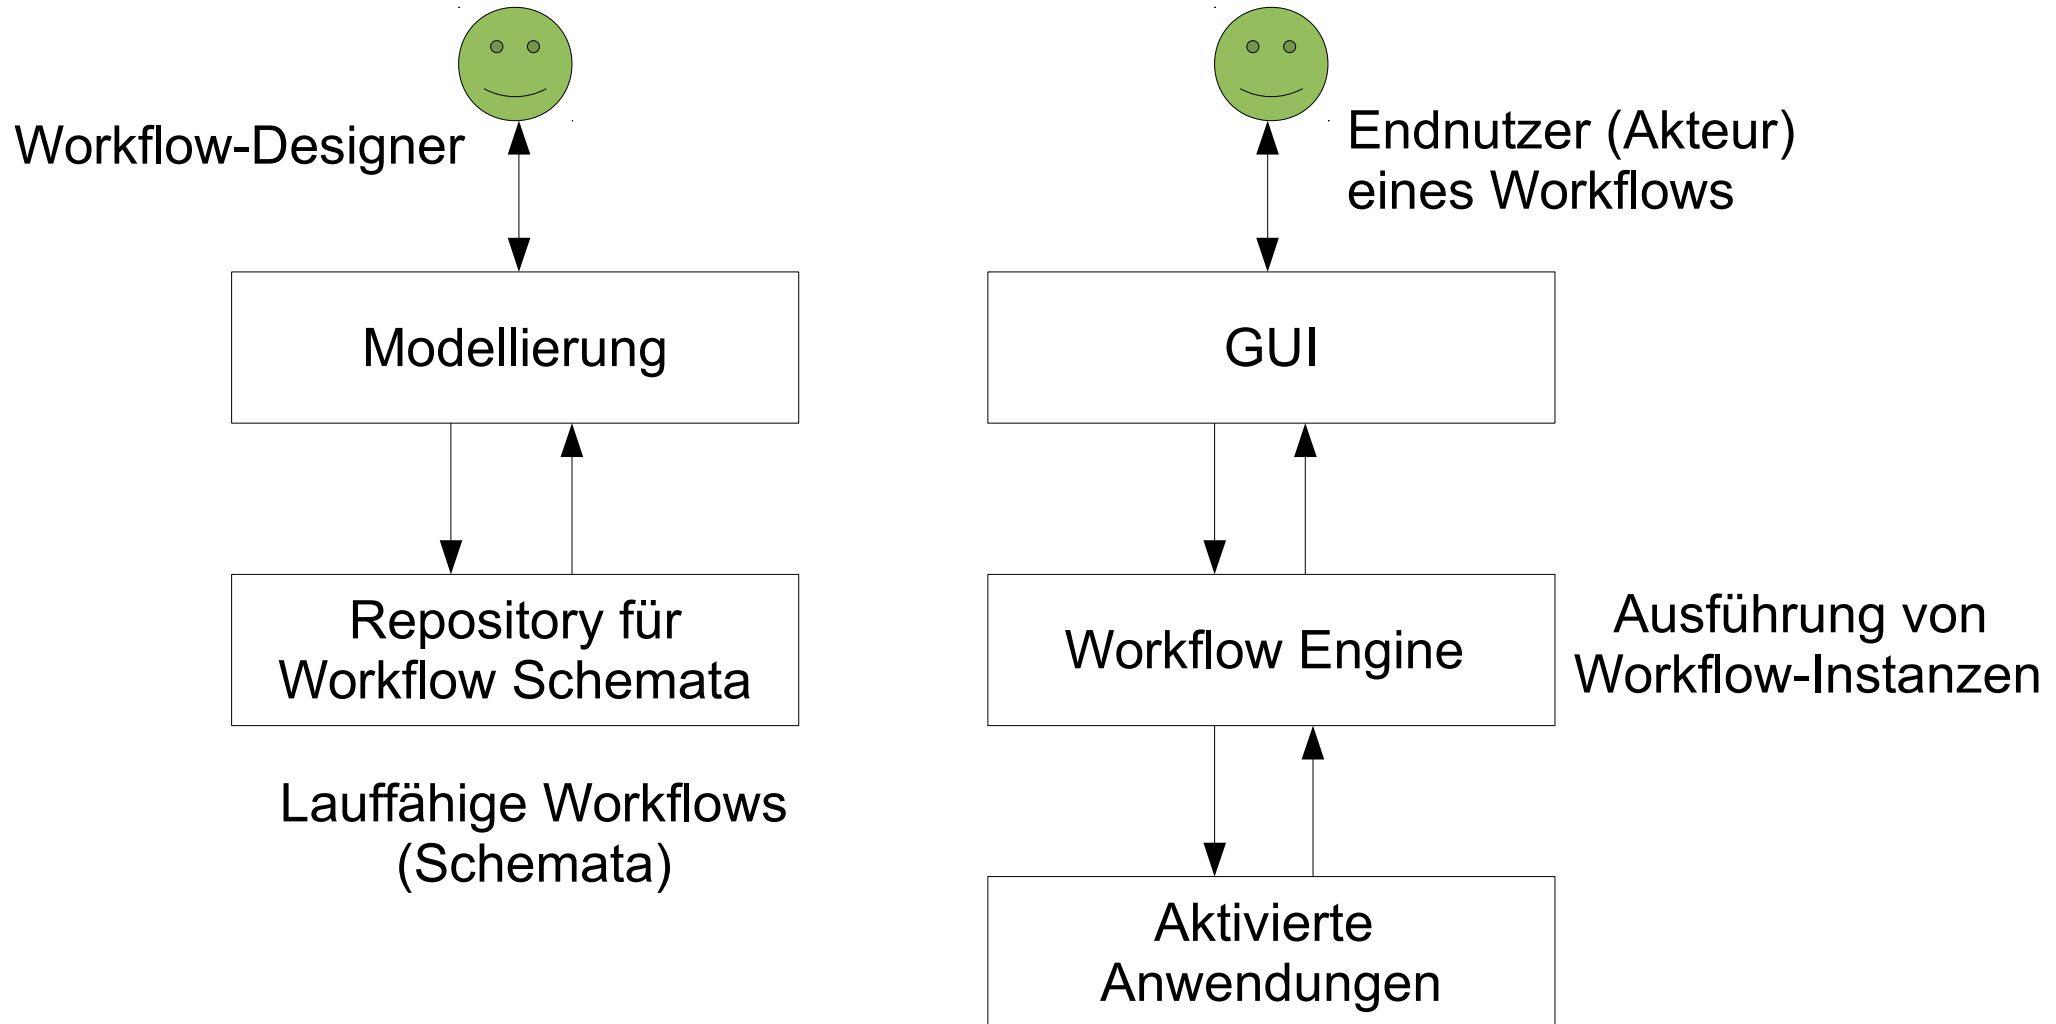 Workflow-Designer
Endnutzer (Akteur)
eines Workflows
Modellierung
GUI
Repository für
Workflow Schemata
Workflow Engine
Ausführung von
Workflow-Instanzen
Lauffähige Workflows
(Schemata)
Aktivierte
Anwendungen